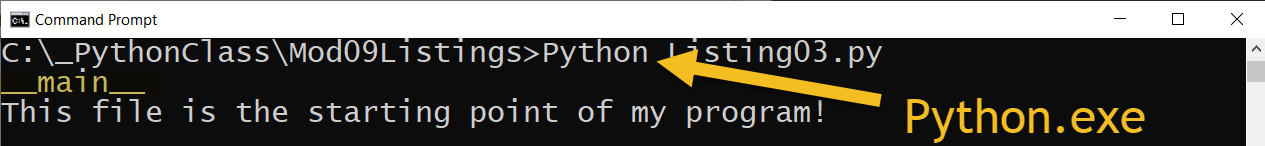 Command Prompt
C:\_PythonClass\Mod09Listings>Python Listing03.py
__main__
This file is the starting point of my program!
Python.exe